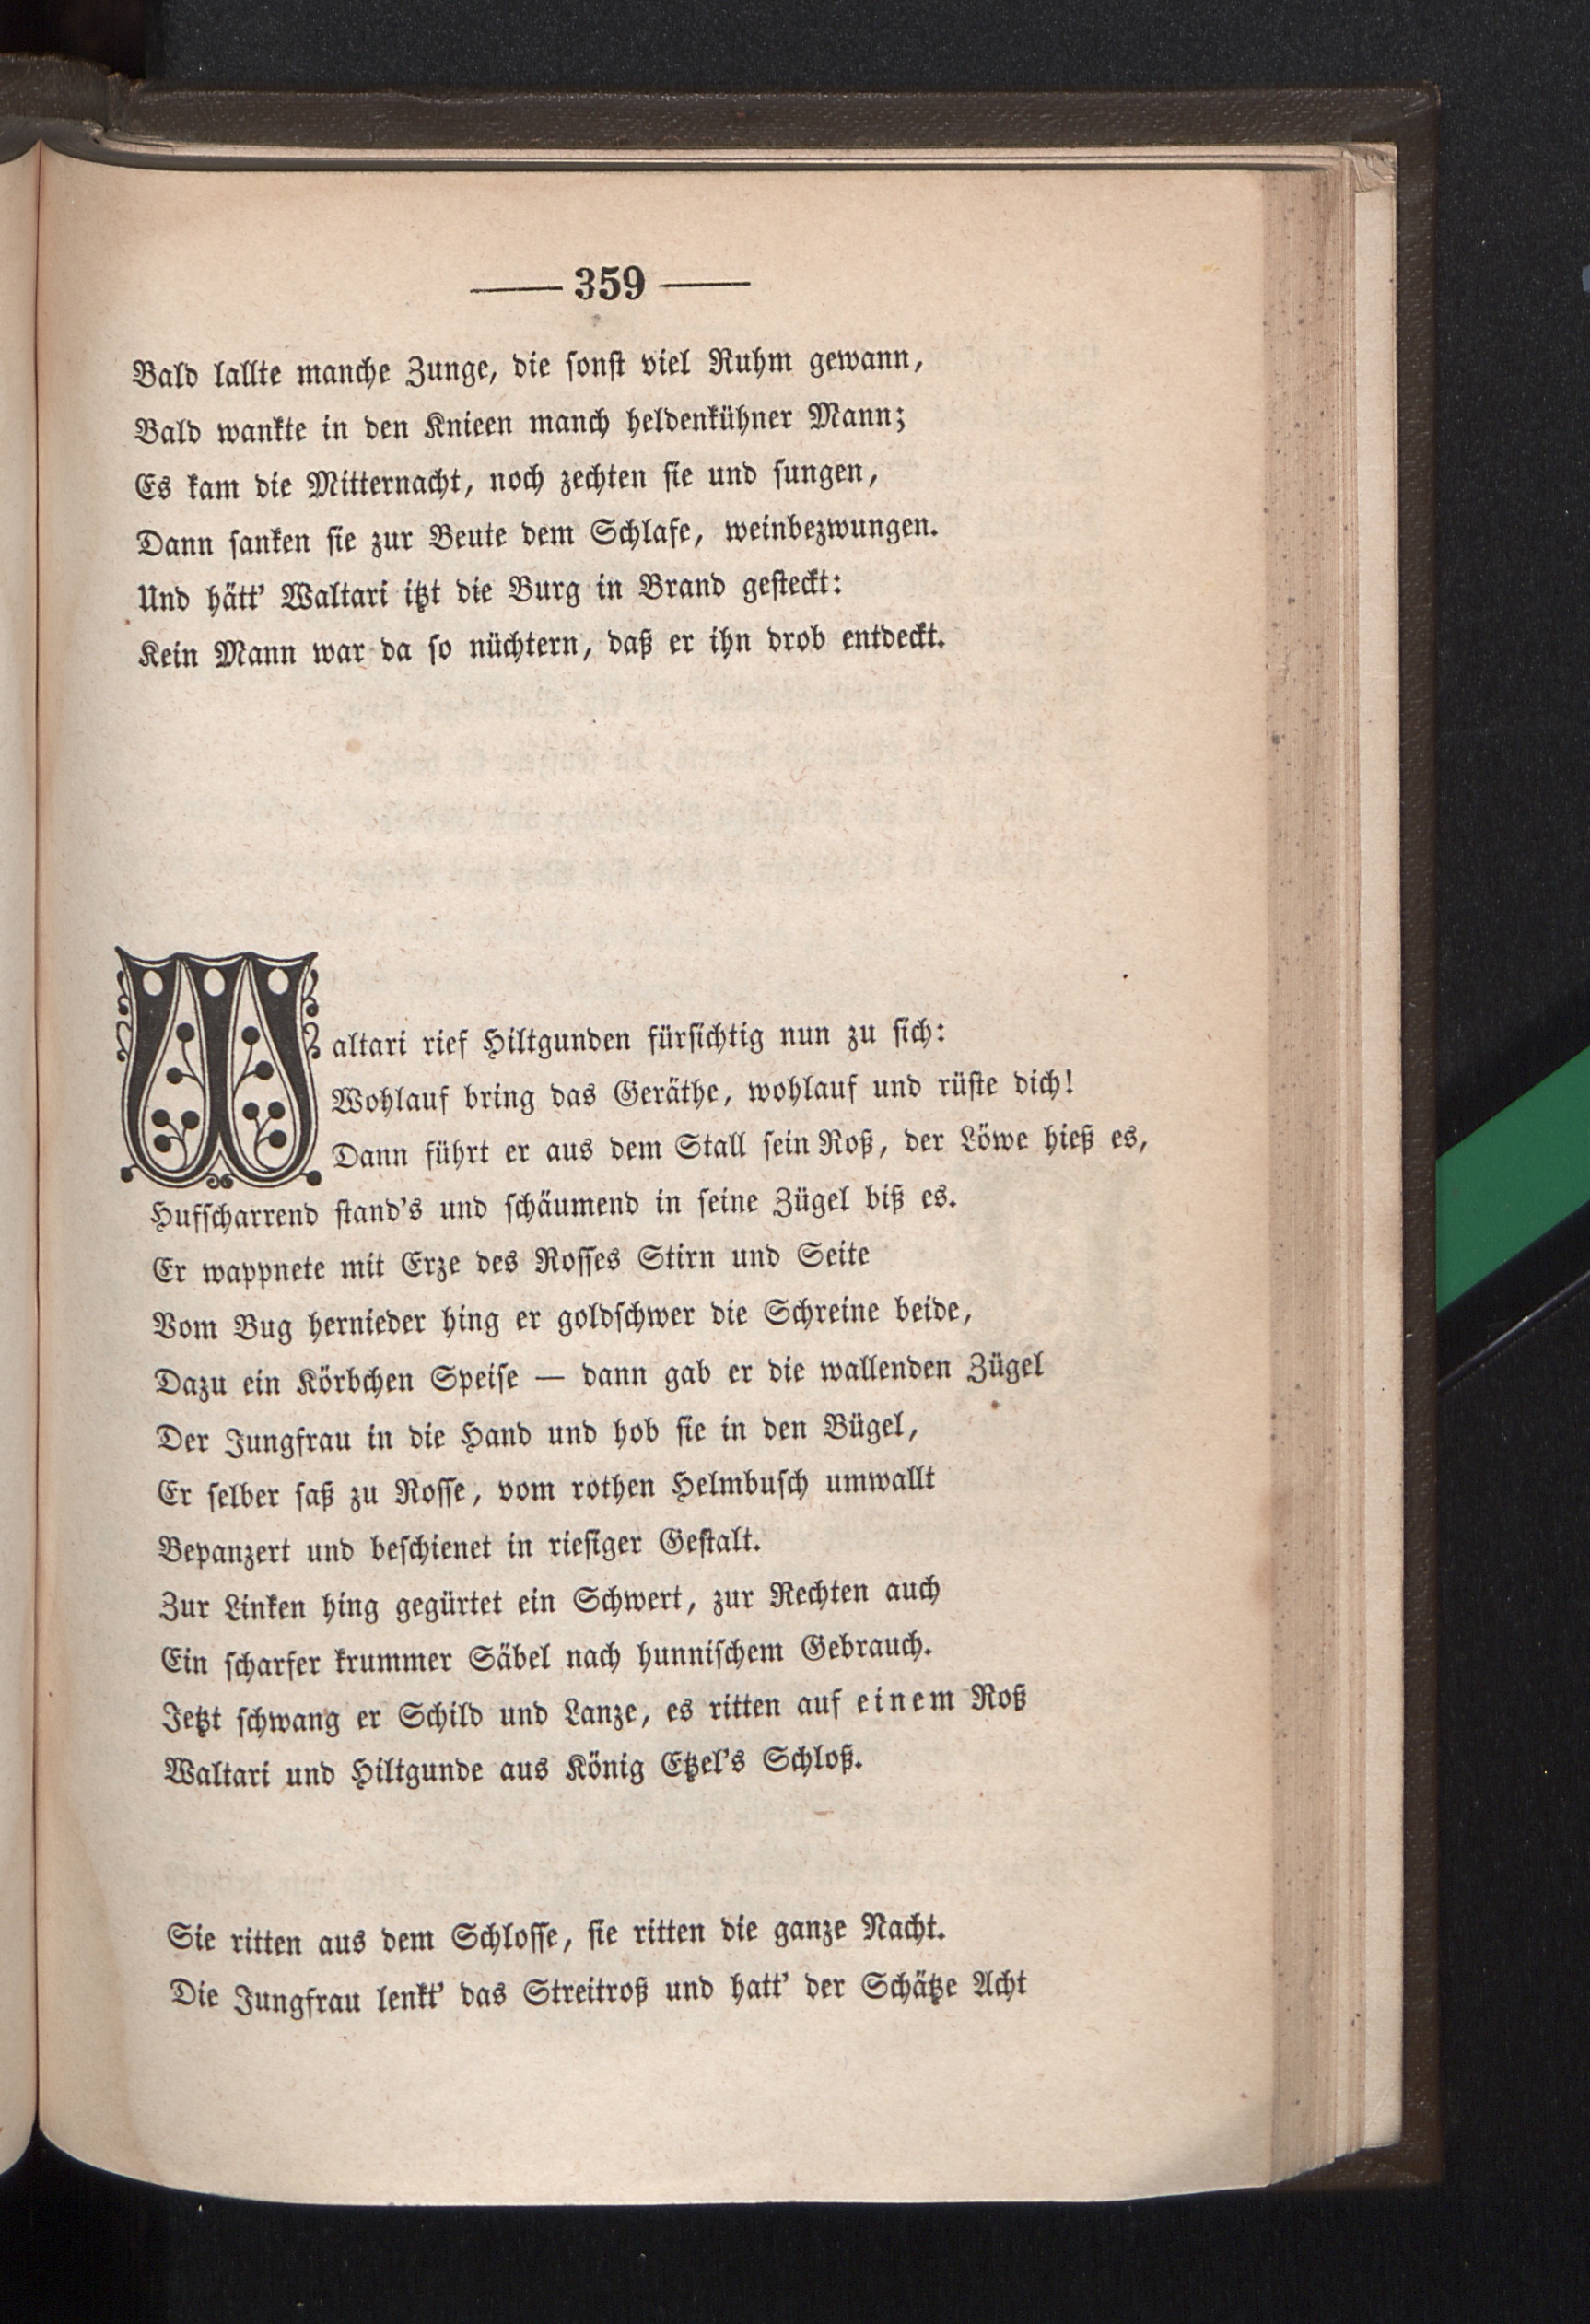 — 359 —
Bald lallte manche Zunge, die sonst viel Ruhm gewann,
Bald wankte in den Knieen manch heldenkühner Mann;
Es kam die Mitternacht, noch zechten sie und sungen,
Dann sanken sie zur Beute dem Schlafe, weinbezwungen.
Und hätt' Waltari itzt die Burg in Brand gesteckt:
Kein Mann war da so nüchtern, daß er ihn drob entdeckt.
Waltari rief Hiltgunden fürsichtig nun zu sich:
Wohlauf bring das Geräthe, wohlauf und rüste dich!
Dann führt er aus dem Stall sein Roß, der Löwe hieß es,
Hufscharrend stand's und schäumend in seine Zügel biß es.
Er wappnete mit Erze des Rosses Stirn und Seite
Vom Bug hernieder hing er goldschwer die Schreine beide,
Dazu ein Körbchen Speise — dann gab er die wallenden Zügel
Der Jungfrau in die Hand und hob sie in den Bügel,
Er selber saß zu Rosse, vom rothen Helmbusch umwallt
Bepanzert und beschienet in riesiger Gestalt.
Zur Linken hing gegürtet ein Schwert, zur Rechten auch
Ein scharfer krummer Säbel nach hunnischem Gebrauch.
Jetzt schwang er Schild und Lanze, es ritten auf einem Roß
Waltari und Hiltgunde aus König Etzel's Schloß.
Sie ritten aus dem Schlosse, sie ritten die ganze Nacht.
Die Jungfrau lenkt' das Streitroß und hatt' der Schätze Acht